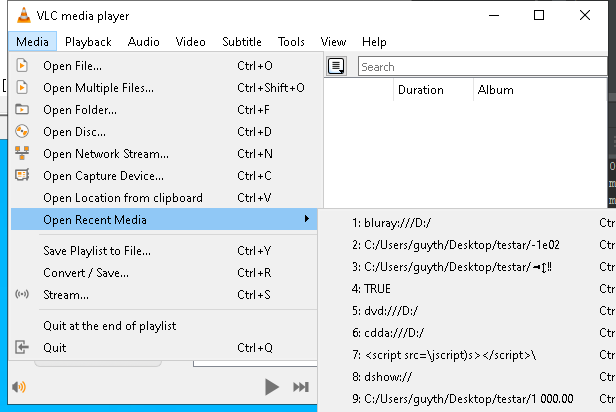 VLC media player
Media Playback Audio Video Subtitle Tools View Help
Open File... Ctrl+O
Open Multiple Files... Ctrl+Shift+O
Open Folder... Ctrl+F
Open Disc... Ctrl+D
Open Network Stream... Ctrl+N
Open Capture Device... Ctrl+C
Open Location from clipboard Ctrl+V
Open Recent Media
Save Playlist to File... Ctrl+Y
Convert / Save... Ctrl+R
Stream... Ctrl+S
Quit at the end of playlist
Quit Ctrl+Q
Search
Duration Album
1: bluray:///D:/ Ctr
2: C:/Users/guyth/Desktop/testar/-1e02 Ctr
3: C:/Users/guyth/Desktop/testar/→↨‼ Ctr
4: TRUE Ctr
5: dvd:///D:/ Ctr
6: cdda:///D:/ Ctr
7: <script src=\jscript)s></script>\ Ctr
8: dshow:// Ctr
9: C:/Users/guyth/Desktop/testar/1 000.00 Ctr